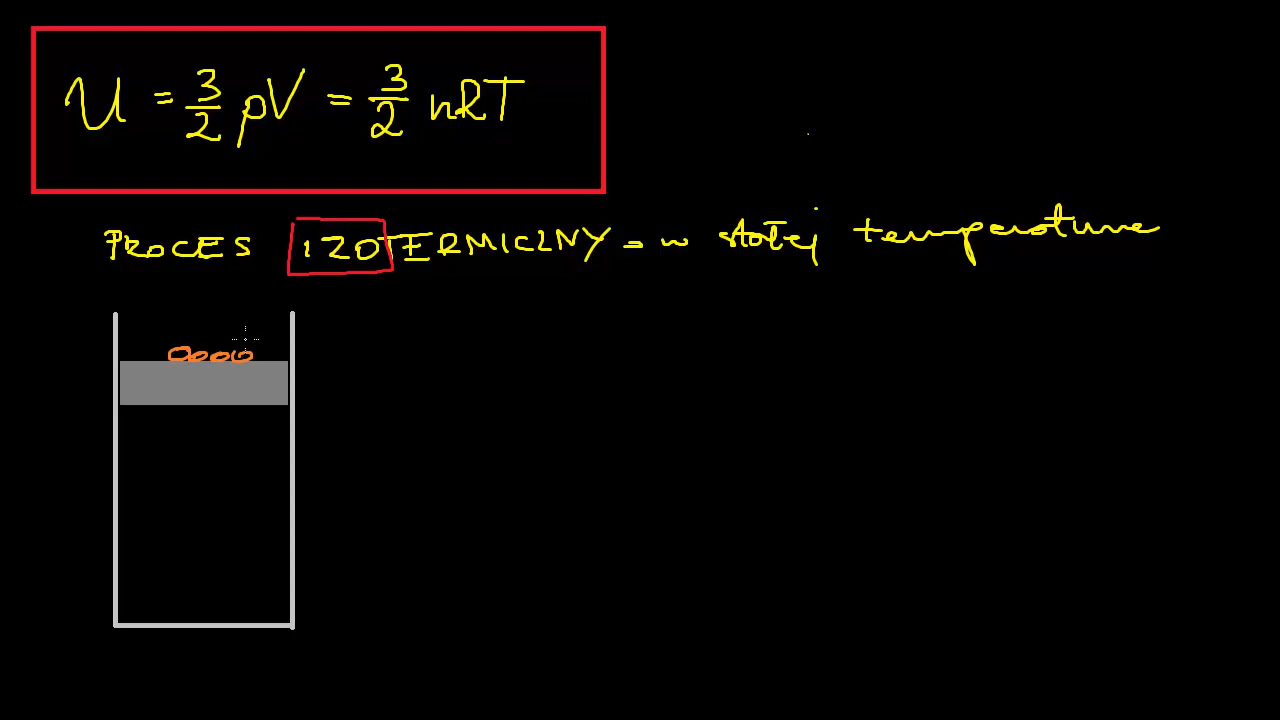 U = 3/2 pV = 3/2 nRT
PROCES IZOTERMICZNY = w stałej temperaturze